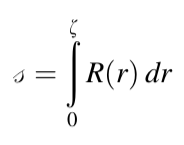 𝓈 = ∫₀^ζ R(r) dr